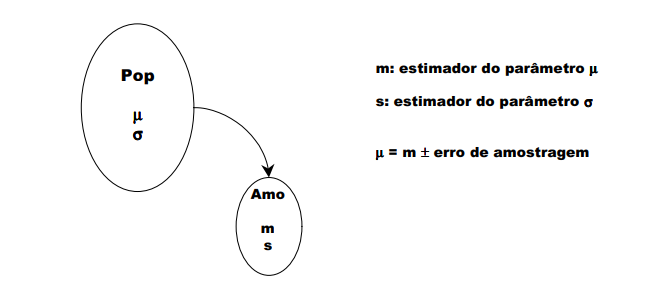 Pop
μ
σ
Amo
m
s
m: estimador do parâmetro μ
s: estimador do parâmetro σ
μ = m ± erro de amostragem